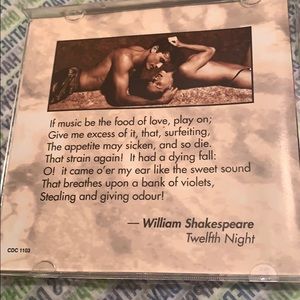 If music be the food of love, play on;
Give me excess of it, that, surfeiting,
The appetite may sicken, and so die.
That strain again! It had a dying fall:
O! it came o'er my ear like the sweet sound
That breathes upon a bank of violets,
Stealing and giving odour!
— William Shakespeare
Twelfth Night
CDC 1103